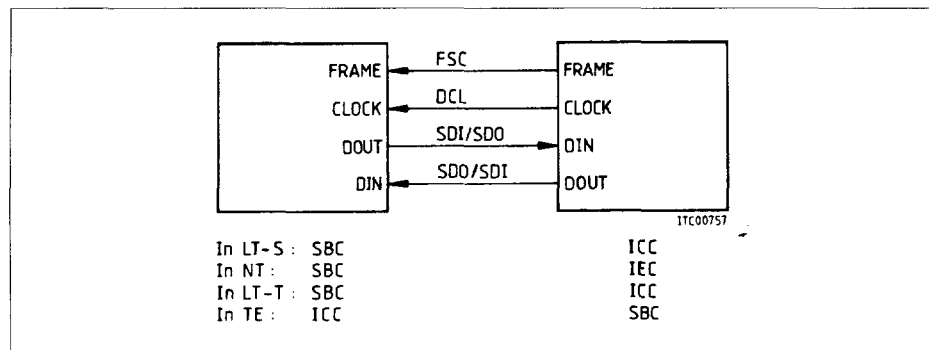 FSC
FRAME FRAME
DCL
CLOCK CLOCK
SDI/SDO
DOUT DIN
SDO/SDI
DIN DOUT
ITC00757
In LT-S : SBC ICC
In NT : SBC IEC
In LT-T : SBC ICC
In TE : ICC SBC